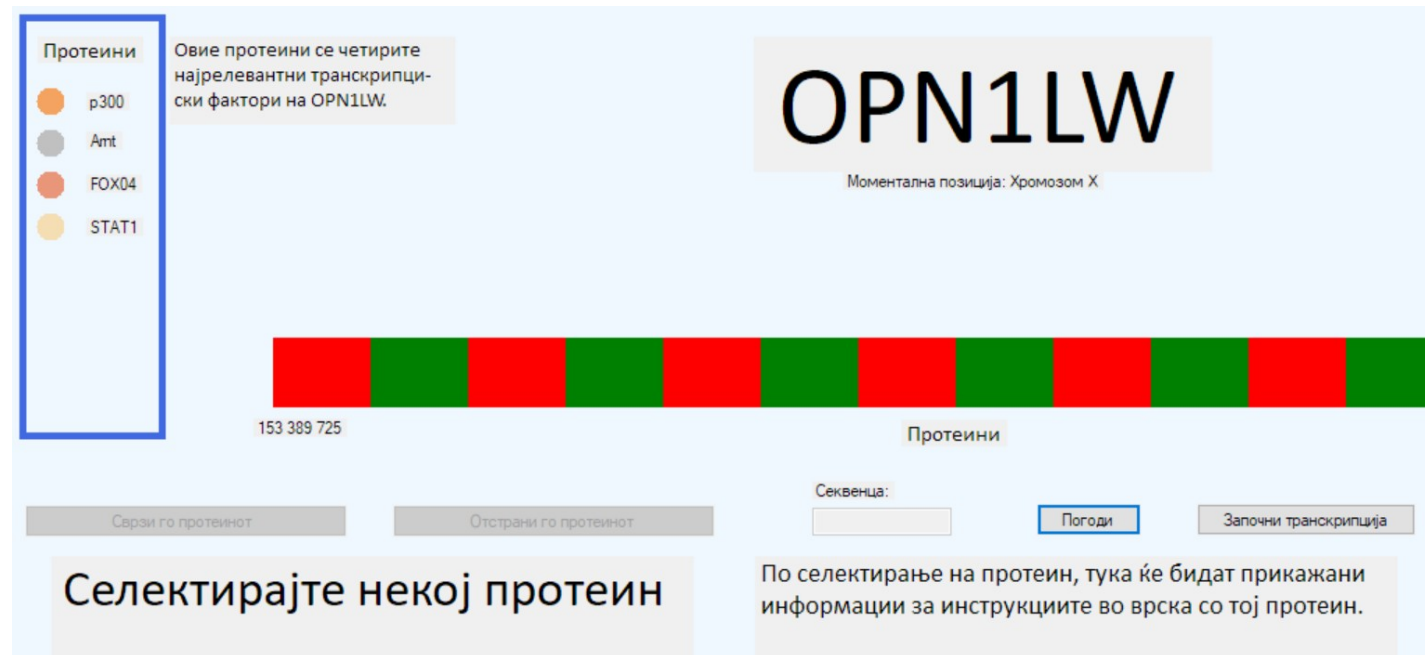 Протеини
p300
Amt
FOX04
STAT1
Овие протеини се четирите
најрелевантни транскрипци-
ски фактори на OPN1LW.
OPN1LW
Моментална позиција: Хромозом X
153 389 725
Протеини
Секвенца:
Сврзи го протеинот
Отстрани го протеинот
Погоди
Започни транскрипција
Селектирајте некој протеин
По селектирање на протеин, тука ќе бидат прикажани
информации за инструкциите во врска со тој протеин.